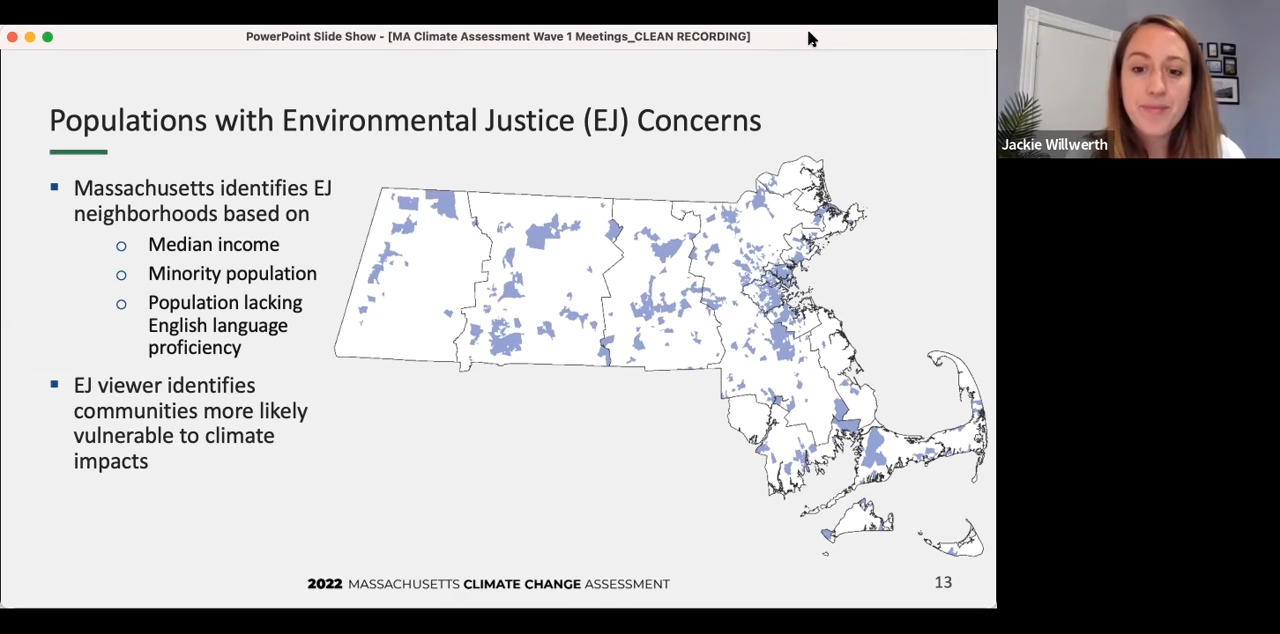 PowerPoint Slide Show - [MA Climate Assessment Wave 1 Meetings_CLEAN RECORDING]
Populations with Environmental Justice (EJ) Concerns
Massachusetts identifies EJ
neighborhoods based on
Median income
Minority population
Population lacking
English language
proficiency
EJ viewer identifies
communities more likely
vulnerable to climate
impacts
2022 MASSACHUSETTS CLIMATE CHANGE ASSESSMENT
13
Jackie Willwerth